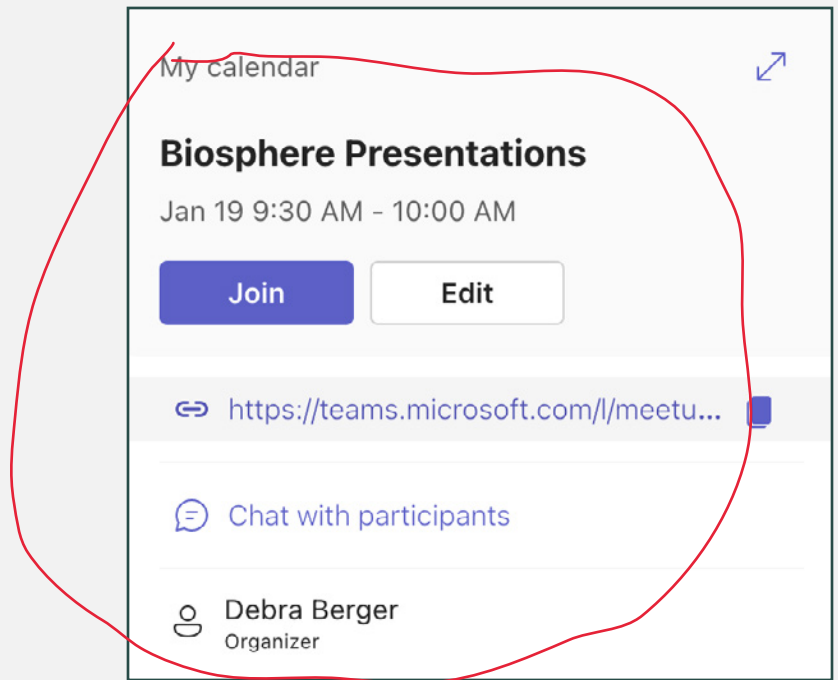 My calendar
Biosphere Presentations
Jan 19 9:30 AM - 10:00 AM
Join Edit
https://teams.microsoft.com/l/meetu...
Chat with participants
Debra Berger
Organizer